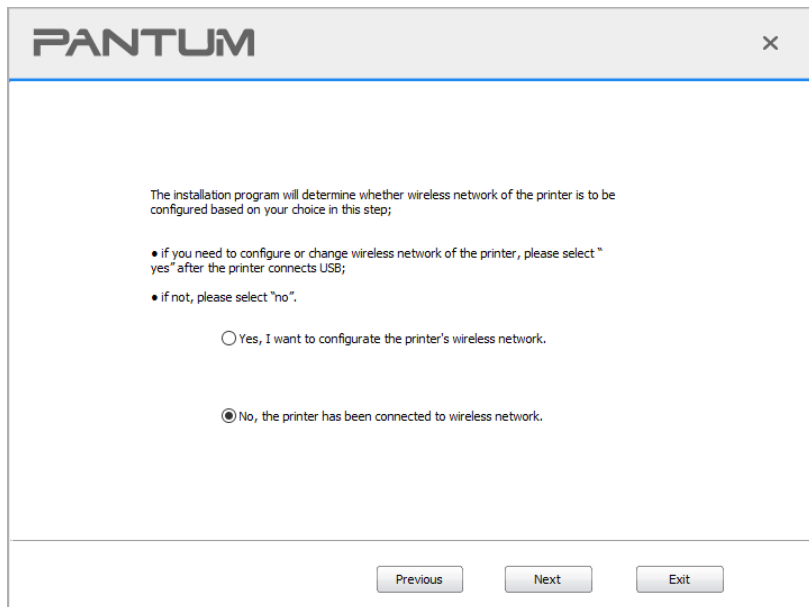 PANTUM
The installation program will determine whether wireless network of the printer is to be
configured based on your choice in this step;
● if you need to configure or change wireless network of the printer, please select “
yes” after the printer connects USB;
● if not, please select “no”.
Yes, I want to configurate the printer's wireless network.
No, the printer has been connected to wireless network.
Previous Next Exit